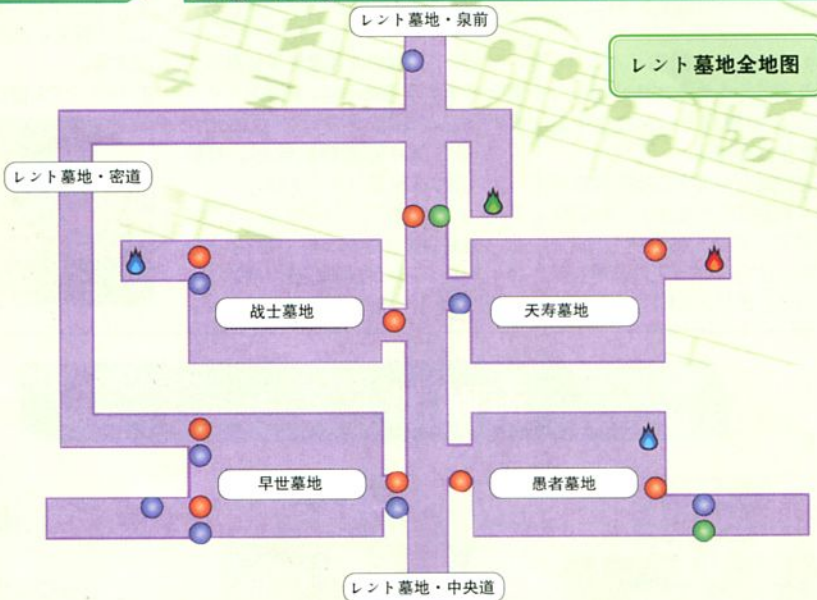 レント墓地・泉前
レント墓地全地图
レント墓地・密道
战士墓地
天寿墓地
早世墓地
愚者墓地
レント墓地・中央道